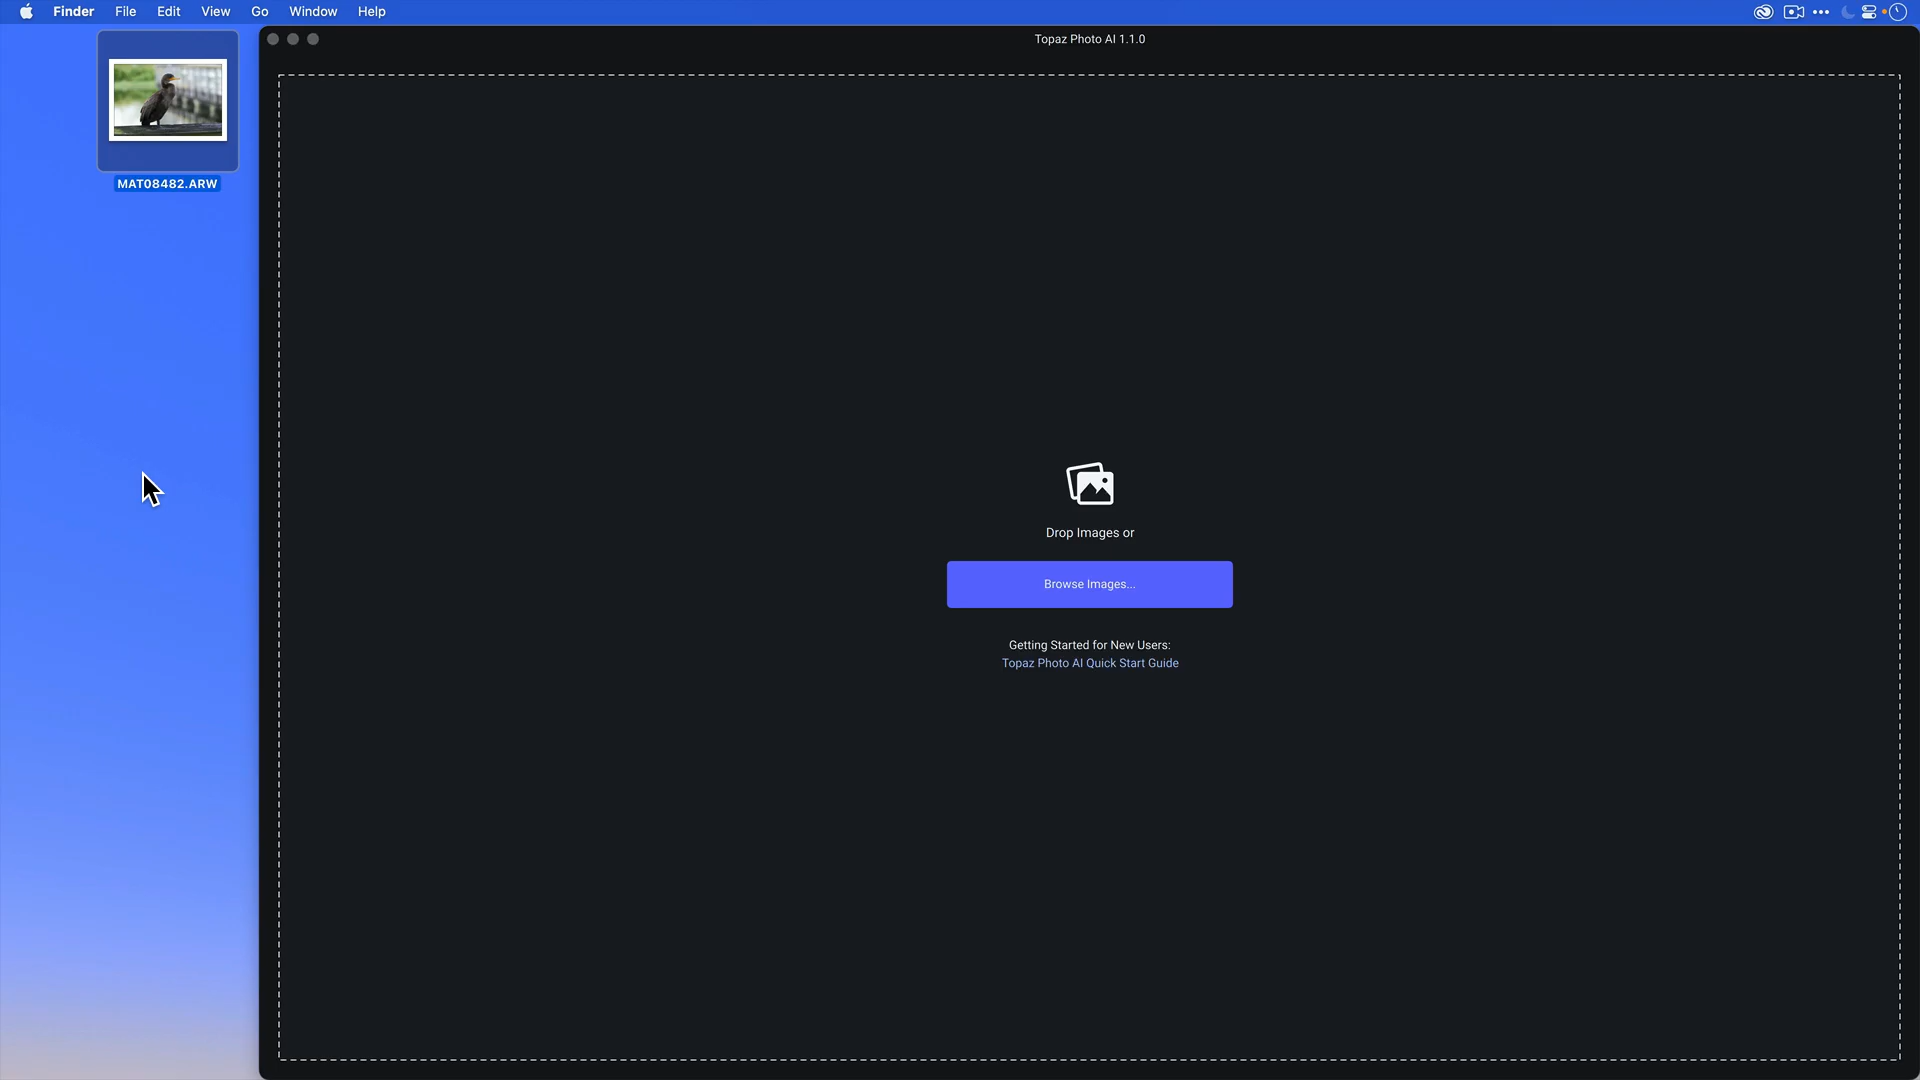 Finder File Edit View Go Window Help
Topaz Photo AI 1.1.0
MAT08482.ARW
Drop Images or
Browse Images...
Getting Started for New Users:
Topaz Photo AI Quick Start Guide